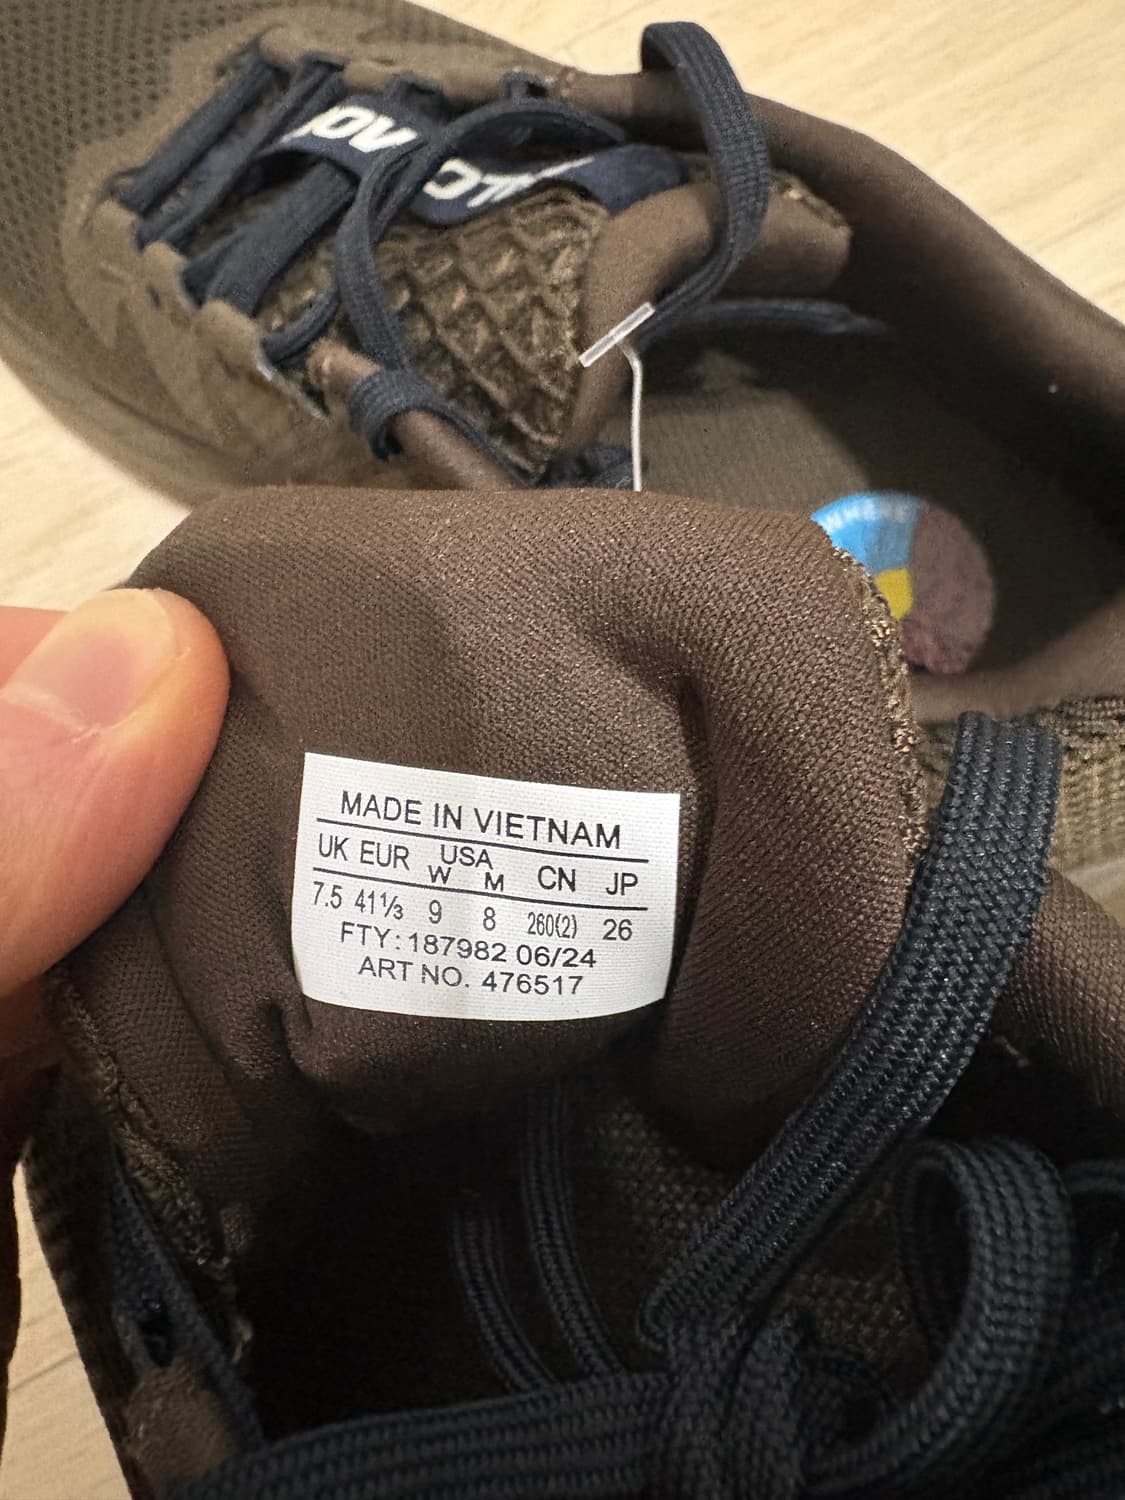 MADE IN VIETNAM
UK EUR USA CN JP
W M
7.5 41⅓ 9 8 260(2) 26
FTY: 187982 06/24
ART NO. 476517